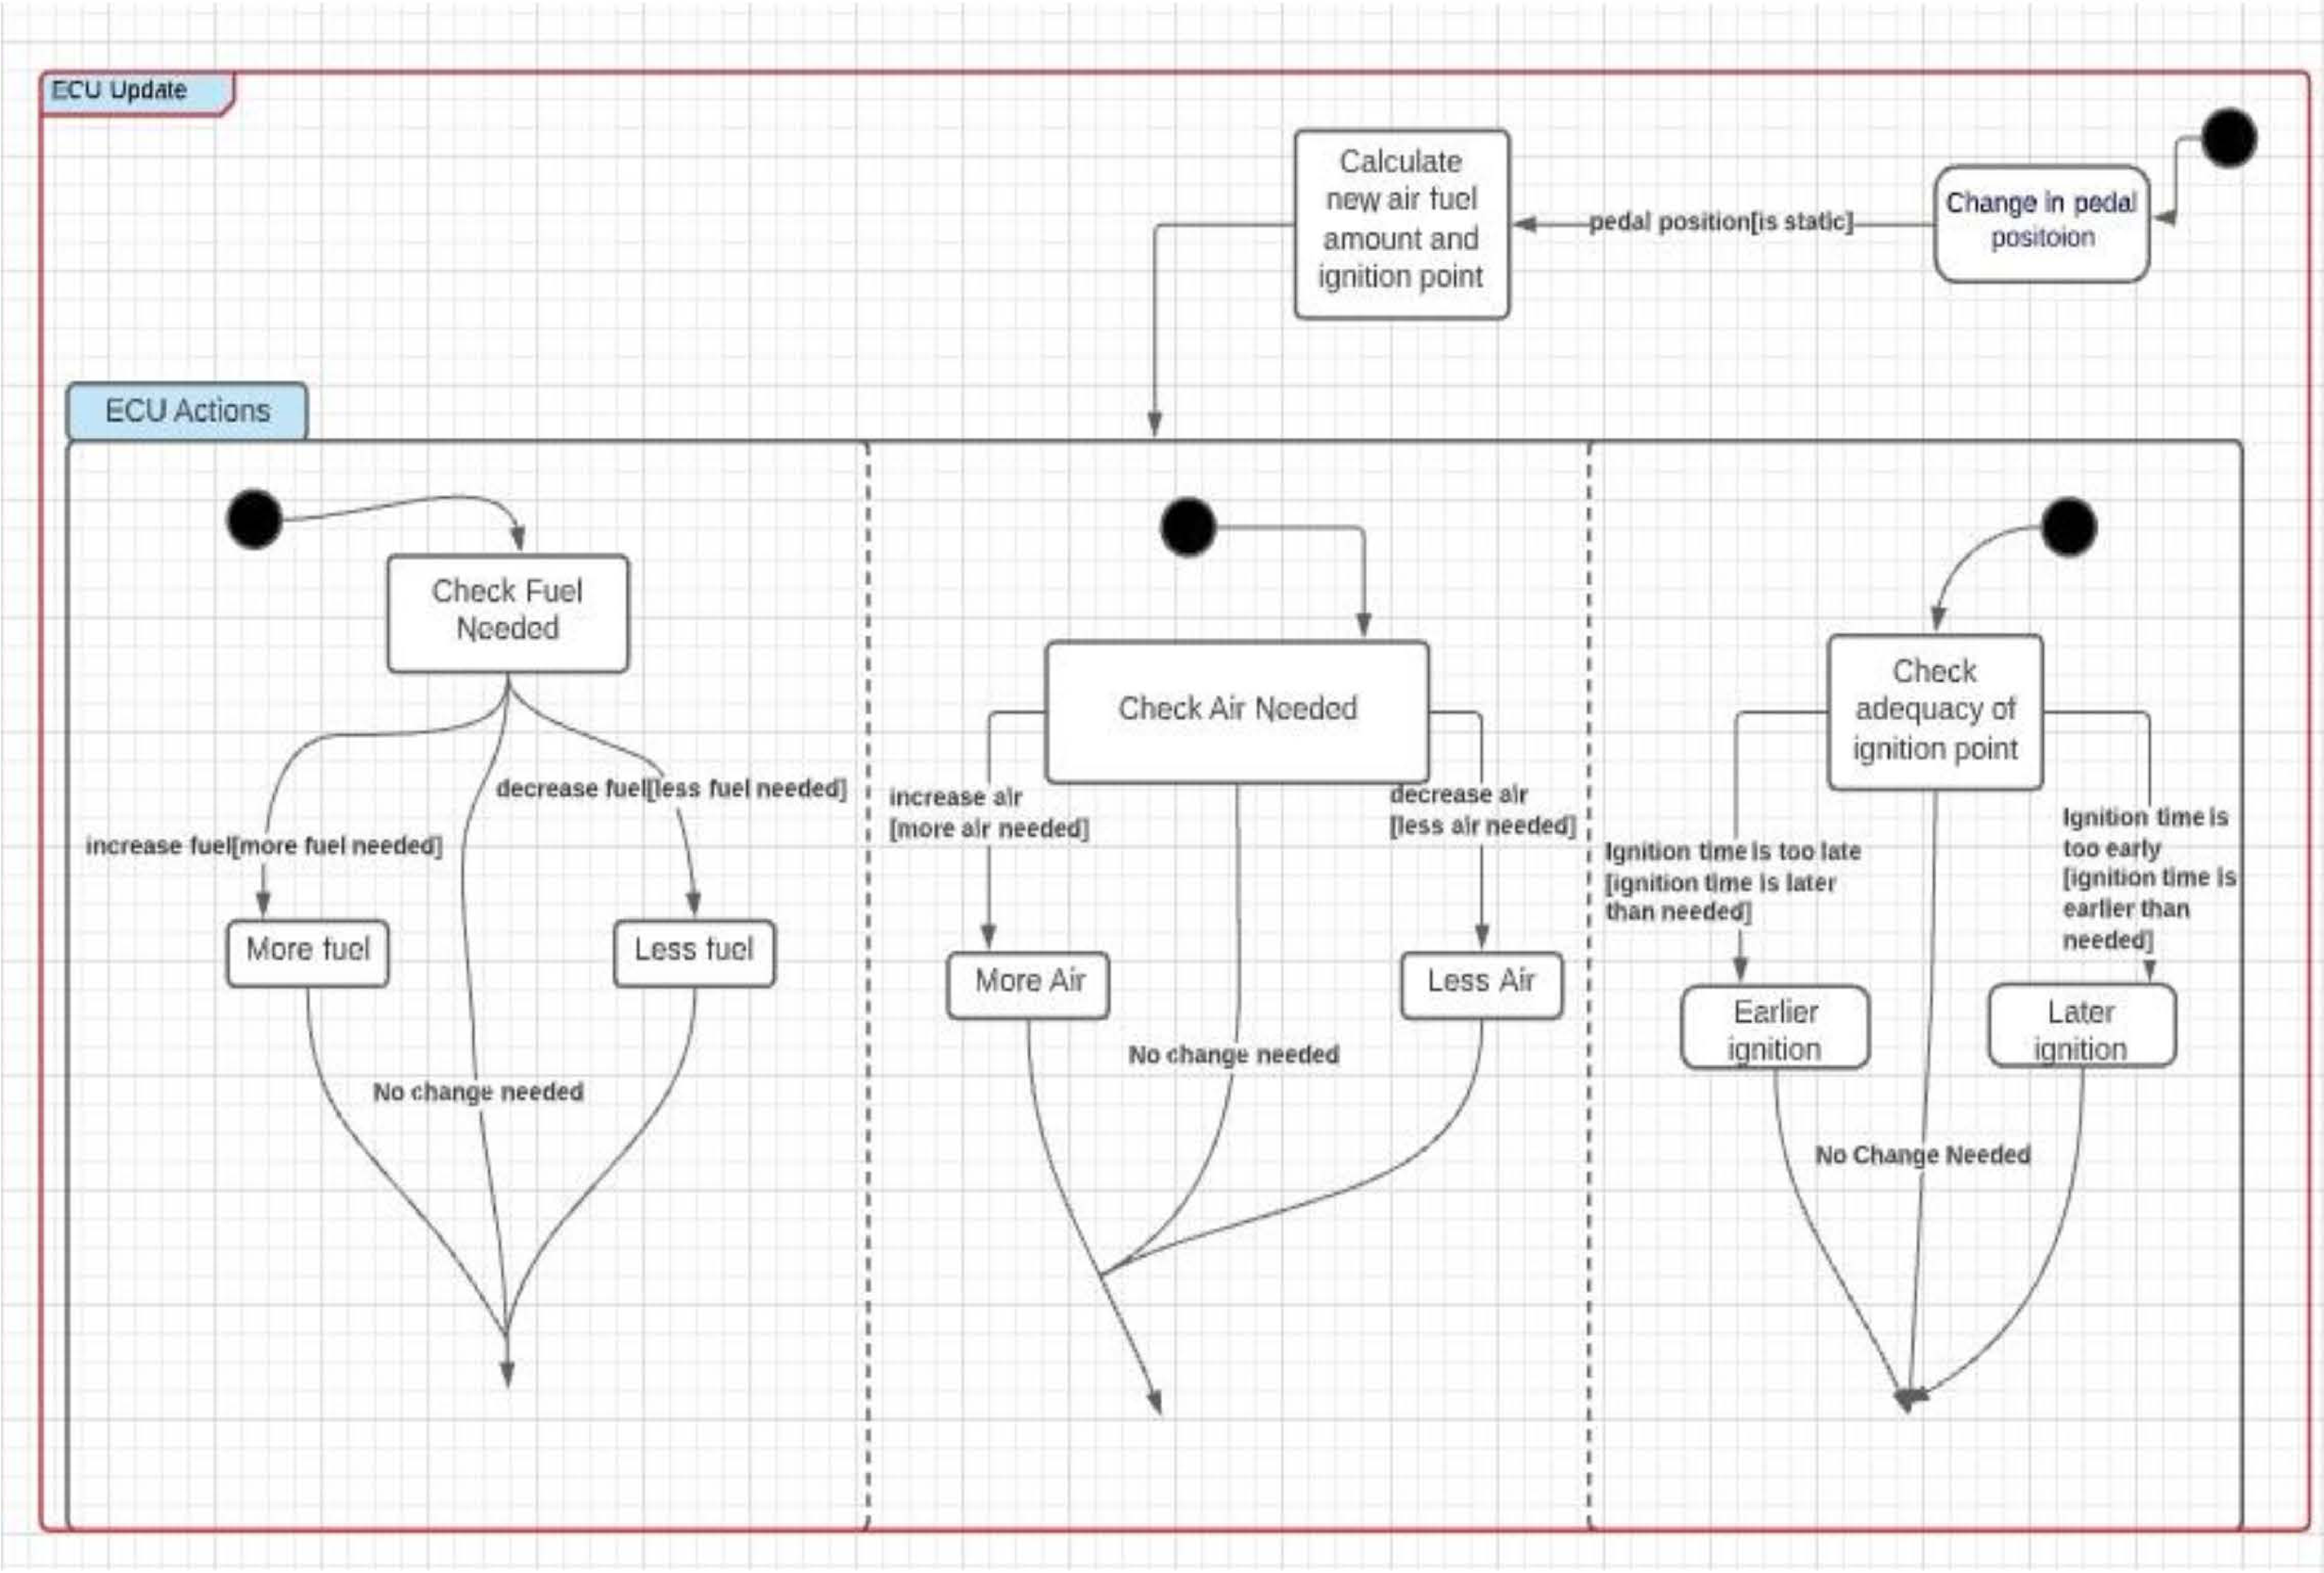 ECU Update
Calculate
new air fuel
amount and
ignition point
pedal position[is static]
Change in pedal
positoion
ECU Actions
Check Fuel
Needed
decrease fuel[less fuel needed]
increase fuel[more fuel needed]
More fuel
Less fuel
No change needed
Check Air Needed
increase air
[more air needed]
decrease air
[less air needed]
More Air
Less Air
No change needed
Check
adequacy of
ignition point
Ignition time is too late
[ignition time is later
than needed]
Ignition time is
too early
[ignition time is
earlier than
needed]
Earlier
ignition
Later
ignition
No Change Needed